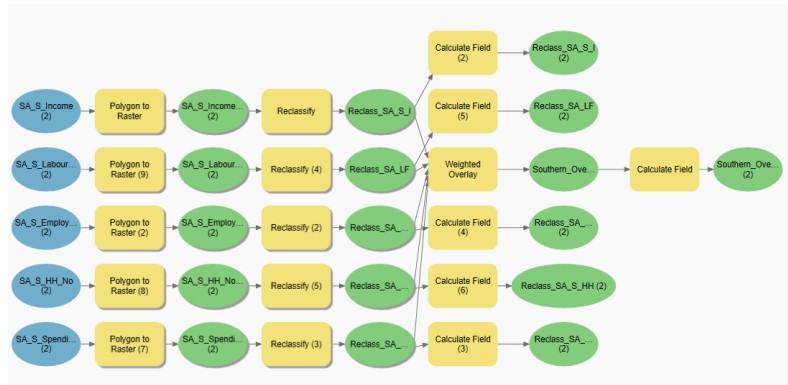 Calculate Field
(2)
Reclass_SA_S_I
(2)
SA_S_Income
(2)
Polygon to
Raster
SA_S_Income...
(2)
Reclassify
Reclass_SA_S_I
Calculate Field
(5)
Reclass_SA_LF
(2)
SA_S_Labour...
(2)
Polygon to
Raster (9)
SA_S_Labour...
(2)
Reclassify (4)
Reclass_SA_LF
Weighted
Overlay
Southern_Ove...
Calculate Field
Southern_Ove...
(2)
SA_S_Employ...
(2)
Polygon to
Raster (2)
SA_S_Employ...
(2)
Reclassify (2)
Reclass_SA_...
Calculate Field
(4)
Reclass_SA_...
(2)
SA_S_HH_No
(2)
Polygon to
Raster (8)
SA_S_HH_No...
(2)
Reclassify (5)
Reclass_SA_...
Calculate Field
(6)
Reclass_SA_S_HH (2)
SA_S_Spendi...
(2)
Polygon to
Raster (7)
SA_S_Spendi...
(2)
Reclassify (3)
Reclass_SA_...
Calculate Field
(3)
Reclass_SA_...
(2)